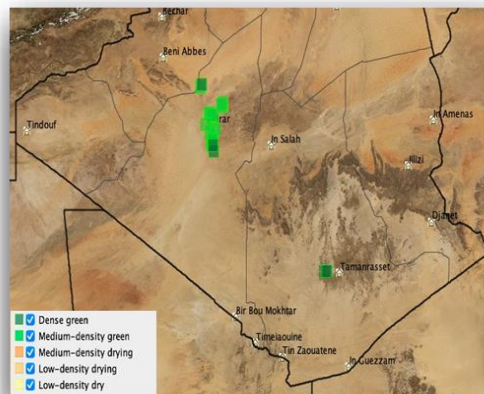 Bechar
Beni Abbes
Tindouf
rar
In Salah
In Amenas
Illizi
Djanet
Tamanrasset
Bir Bou Mokhtar
Timeiaouine
Tin Zaouatene
In Guezzam
Dense green
Medium-density green
Medium-density drying
Low-density drying
Low-density dry